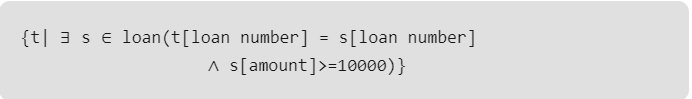 {t| ∃ s ∈ loan(t[loan number] = s[loan number]
∧ s[amount]>=10000)}